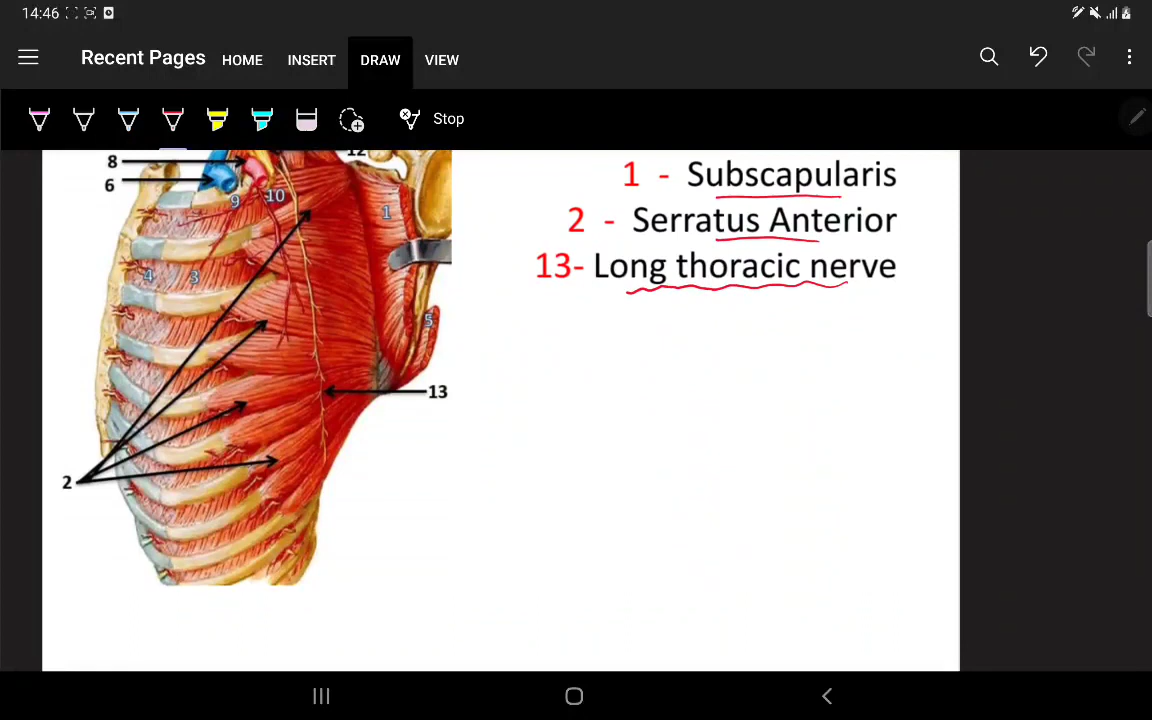 14:46
Recent Pages HOME INSERT DRAW VIEW
Stop
12
8
6
9 10
1
4 3
5
13
2
1 - Subscapularis
2 - Serratus Anterior
13- Long thoracic nerve